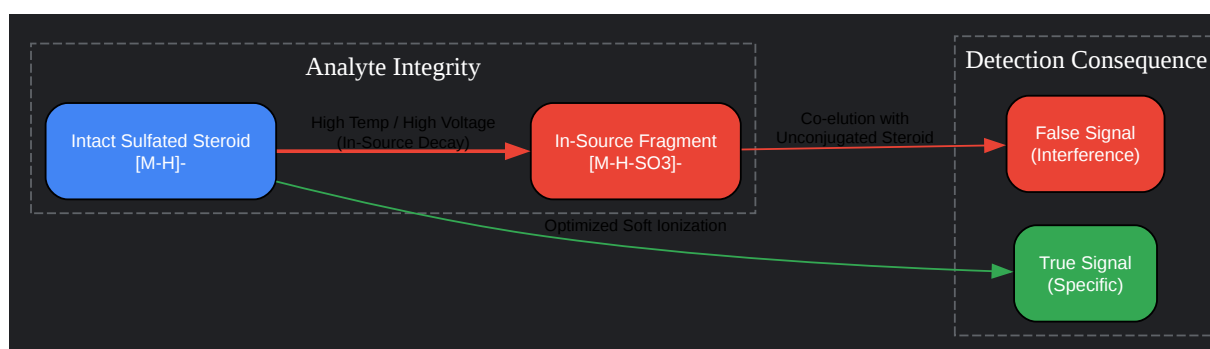 Analyte Integrity
Detection Consequence
Intact Sulfated Steroid
[M-H]-
High Temp / High Voltage
(In-Source Decay)
In-Source Fragment
[M-H-SO3]-
Co-elution with
Unconjugated Steroid
False Signal
(Interference)
Optimized Soft Ionization
True Signal
(Specific)